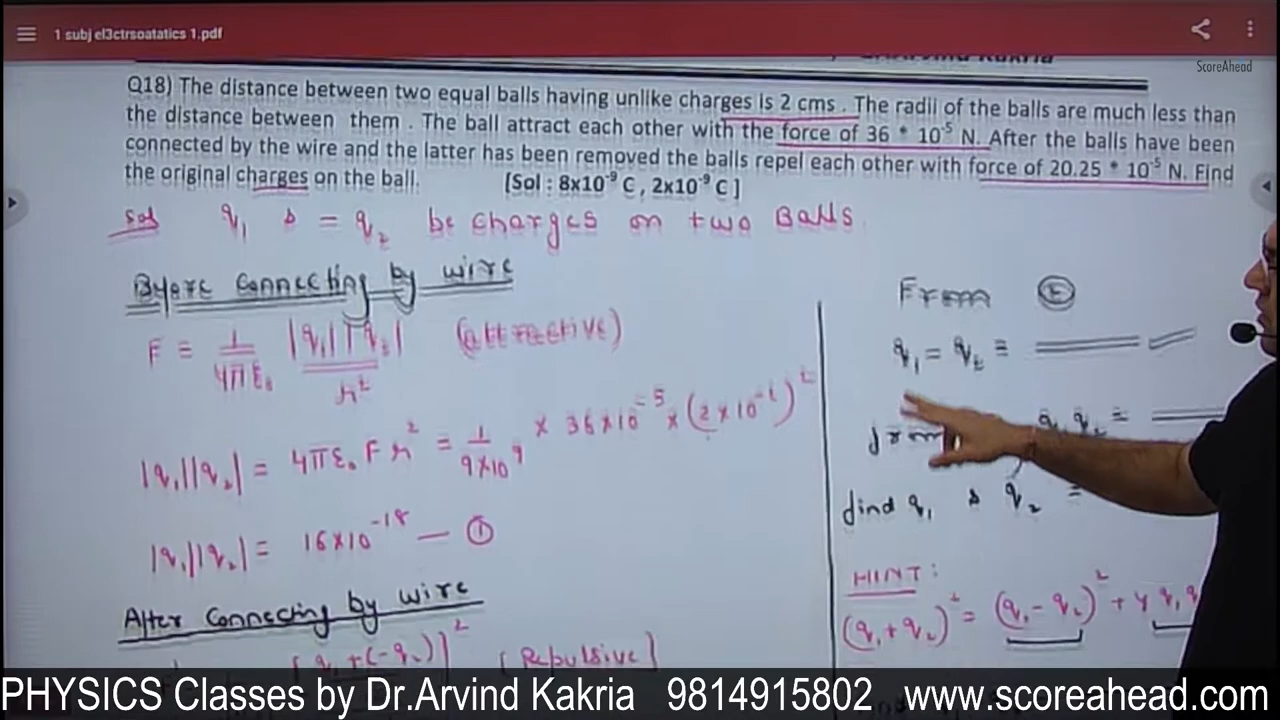 1 subj el3ctrsoatatics 1.pdf
ScoreAhead
Q18) The distance between two equal balls having unlike charges is 2 cms . The radii of the balls are much less than
the distance between them . The ball attract each other with the force of 36 * 10⁻⁵ N. After the balls have been
connected by the wire and the latter has been removed the balls repel each other with force of 20.25 * 10⁻⁵ N. Find
the original charges on the ball. [Sol : 8x10⁻⁹ C , 2x10⁻⁹ C ]
Sol q₁ & = q₂ be charges on two Balls.
Before Connecting by wire
F = 1/4πε₀ |q₁||q₂|/r² (attractive)
|q₁||q₂| = 4πε₀ F r² = 1/9×10⁹ × 36×10⁻⁵ × (2×10⁻²)²
|q₁||q₂| = 16×10⁻¹⁸ — ①
After Connecting by wire
[q₁+(-q₂)]² (Repulsive)
From ②
q₁ - q₂ =
from q₁q₂ =
find q₁ & q₂ =
HINT:
(q₁+q₂)² = (q₁-q₂)² + 4q₁q
PHYSICS Classes by Dr.Arvind Kakria 9814915802 www.scoreahead.com